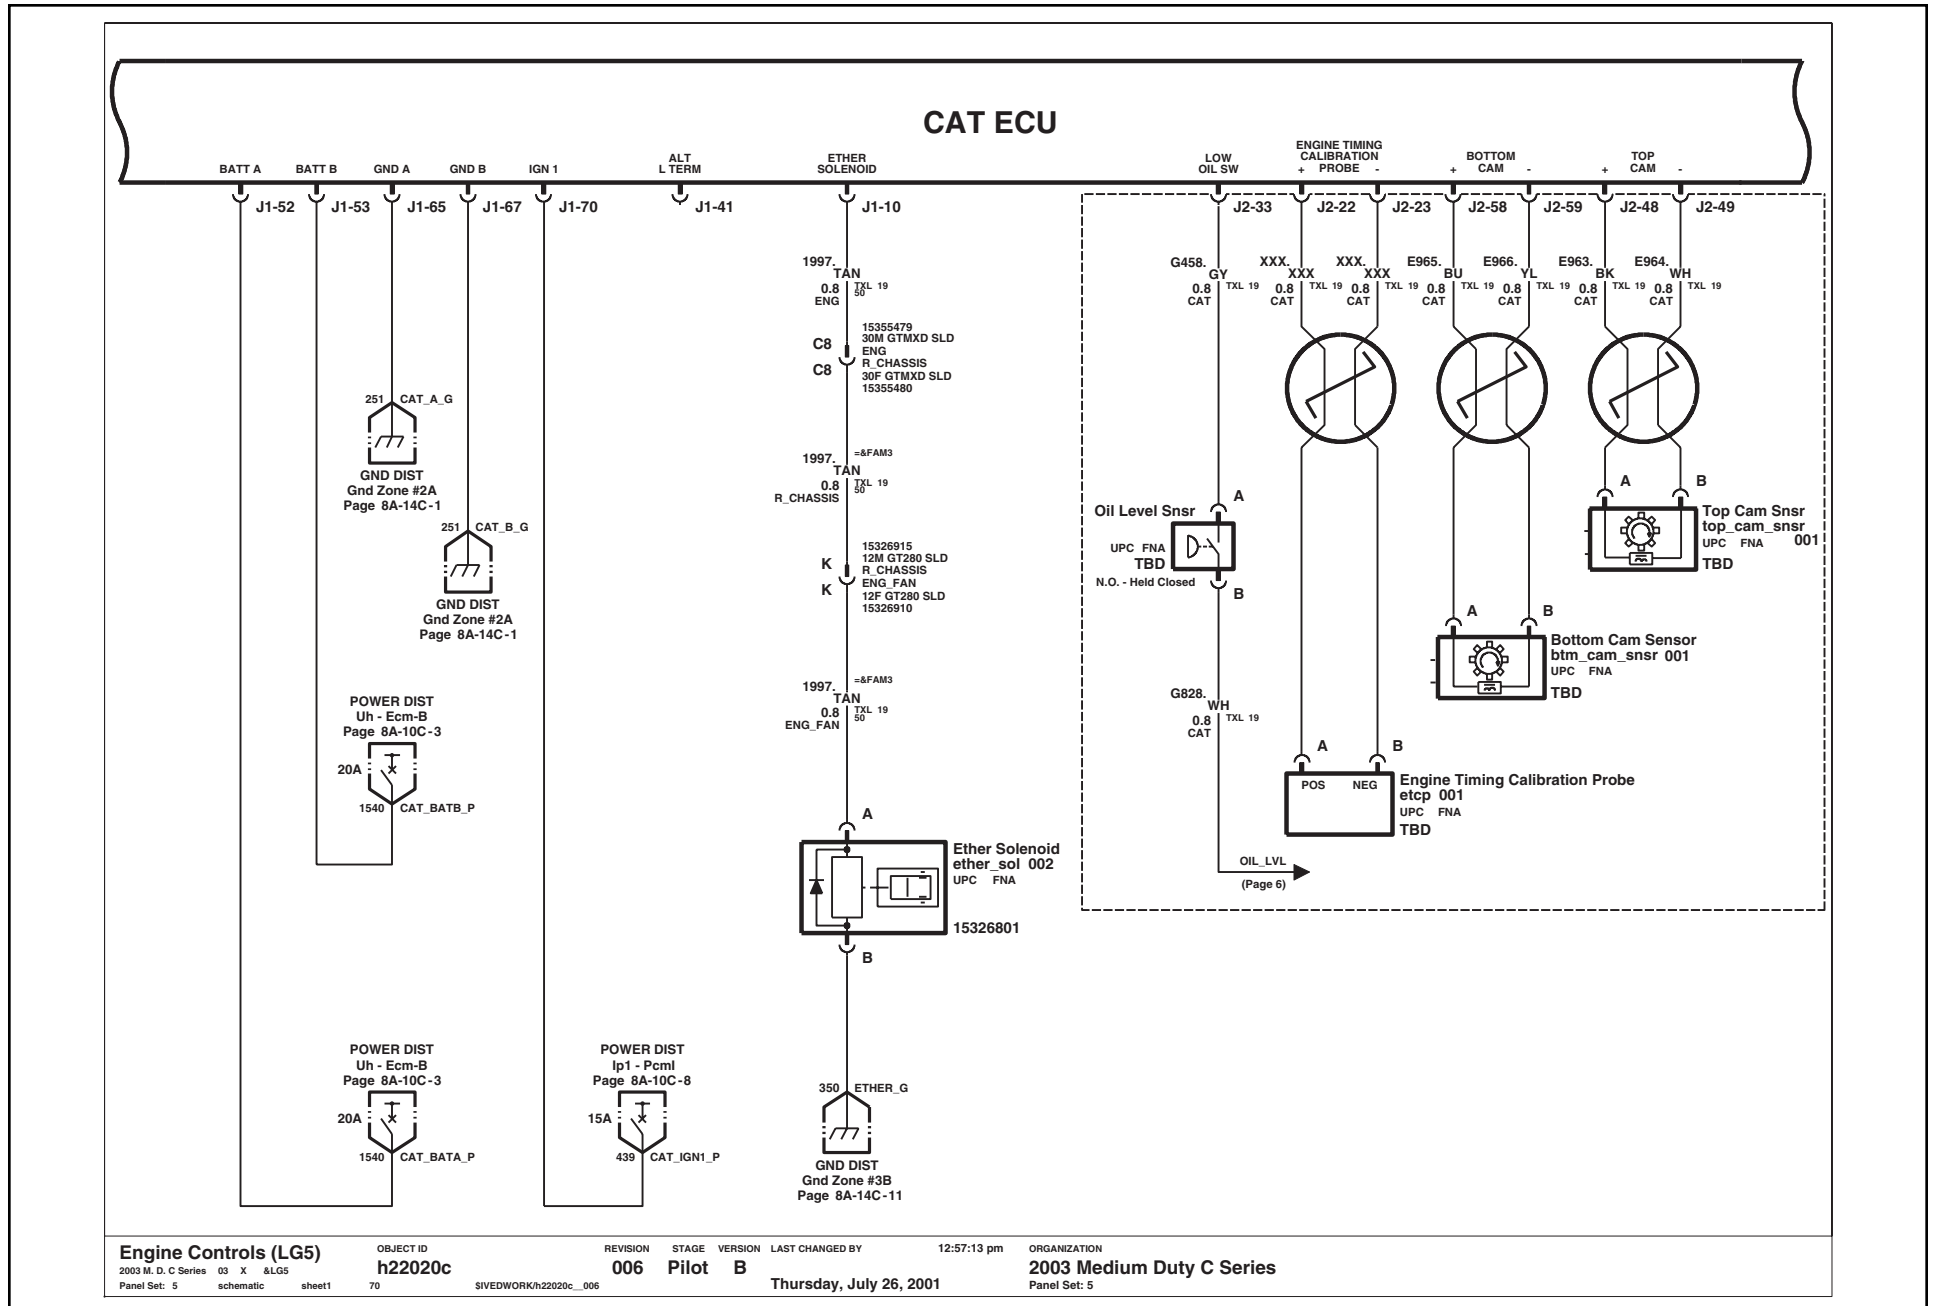 CAT ECU
BATT A
BATT B
GND A
GND B
IGN 1
ALT
L TERM
ETHER
SOLENOID
LOW
OIL SW
ENGINE TIMING
CALIBRATION
+ PROBE -
BOTTOM
+ CAM -
TOP
+ CAM -
J1-52
J1-53
J1-65
J1-67
J1-70
J1-41
J1-10
J2-33
J2-22
J2-23
J2-58
J2-59
J2-48
J2-49
1997.
TAN
0.8 TXL 19
50
ENG
G458.
GY
0.8 TXL 19
CAT
XXX.
XXX
0.8 TXL 19
CAT
XXX.
XXX
0.8 TXL 19
CAT
E965.
BU
0.8 TXL 19
CAT
E966.
YL
0.8 TXL 19
CAT
E963.
BK
0.8 TXL 19
CAT
E964.
WH
0.8 TXL 19
CAT
C8
C8
15355479
30M GTMXD SLD
ENG
R_CHASSIS
30F GTMXD SLD
15355480
251 CAT_A_G
GND DIST
Gnd Zone #2A
Page 8A-14C-1
251 CAT_B_G
GND DIST
Gnd Zone #2A
Page 8A-14C-1
=&FAM3
1997.
TAN
0.8 TXL 19
50
R_CHASSIS
K
K
15326915
12M GT280 SLD
R_CHASSIS
ENG_FAN
12F GT280 SLD
15326910
=&FAM3
1997.
TAN
0.8 TXL 19
50
ENG_FAN
A
Oil Level Snsr
UPC FNA
TBD
N.O. - Held Closed
B
A
B
Top Cam Snsr
top_cam_snsr
UPC FNA 001
TBD
A
B
Bottom Cam Sensor
btm_cam_snsr 001
UPC FNA
TBD
G828.
WH
0.8 TXL 19
CAT
A
B
POS
NEG
Engine Timing Calibration Probe
etcp 001
UPC FNA
TBD
OIL_LVL
(Page 6)
POWER DIST
Uh - Ecm-B
Page 8A-10C-3
20A
1540 CAT_BATB_P
A
Ether Solenoid
ether_sol 002
UPC FNA
15326801
B
POWER DIST
Uh - Ecm-B
Page 8A-10C-3
20A
1540 CAT_BATA_P
POWER DIST
Ip1 - PcmI
Page 8A-10C-8
15A
439 CAT_IGN1_P
350 ETHER_G
GND DIST
Gnd Zone #3B
Page 8A-14C-11
Engine Controls (LG5)
2003 M. D. C Series 03 X &LG5
Panel Set: 5 schematic sheet1 70 $IVEDWORK/h22020c__006
OBJECT ID
h22020c
REVISION
006
STAGE
Pilot
VERSION
B
LAST CHANGED BY
12:57:13 pm
Thursday, July 26, 2001
ORGANIZATION
2003 Medium Duty C Series
Panel Set: 5